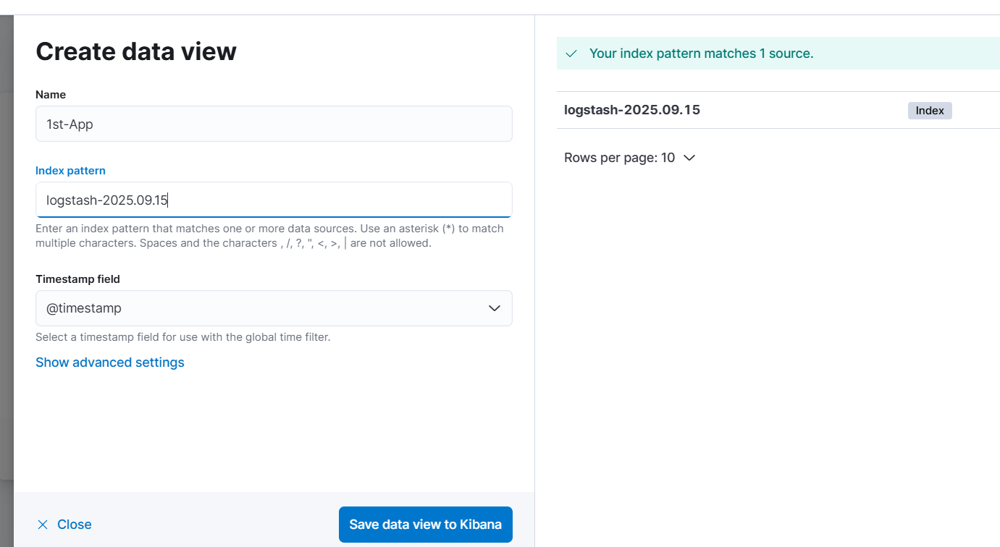 Create data view
Name
1st-App
Index pattern
logstash-2025.09.15
Enter an index pattern that matches one or more data sources. Use an asterisk (*) to match
multiple characters. Spaces and the characters , /, ?, ", <, >, | are not allowed.
Timestamp field
@timestamp
Select a timestamp field for use with the global time filter.
Show advanced settings
Close
Save data view to Kibana
Your index pattern matches 1 source.
logstash-2025.09.15 Index
Rows per page: 10